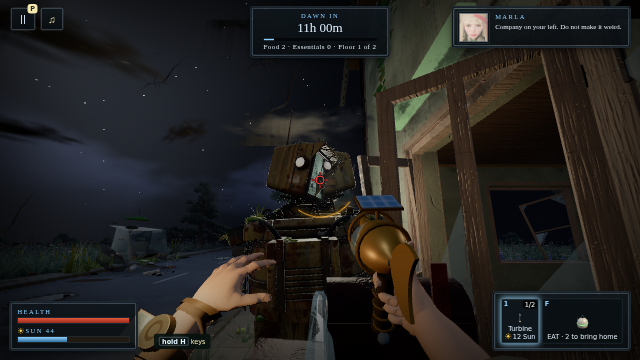 P
DAWN IN
11h 00m
Food 2 · Essentials 0 · Floor 1 of 2
MARLA
Company on your left. Do not make it weird.
HEALTH
SUN 44
hold H keys
1 1/2
Turbine
12 Sun
F
EAT · 2 to bring home